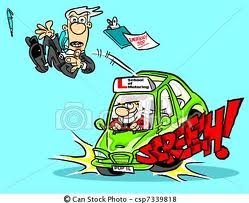 L School
of
Motoring
SCREECH!
© Can Stock Photo - csp7339818